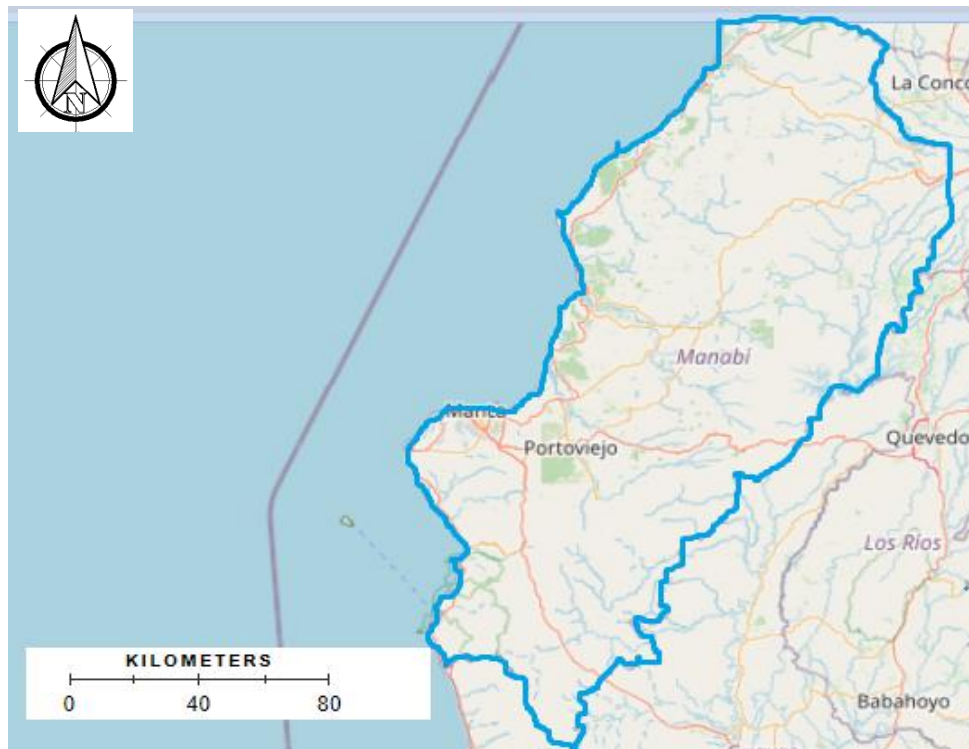 N
La Conco
Manabí
Manta
Portoviejo
Quevedo
Los Ríos
KILOMETERS
0 40 80
Babahoyo